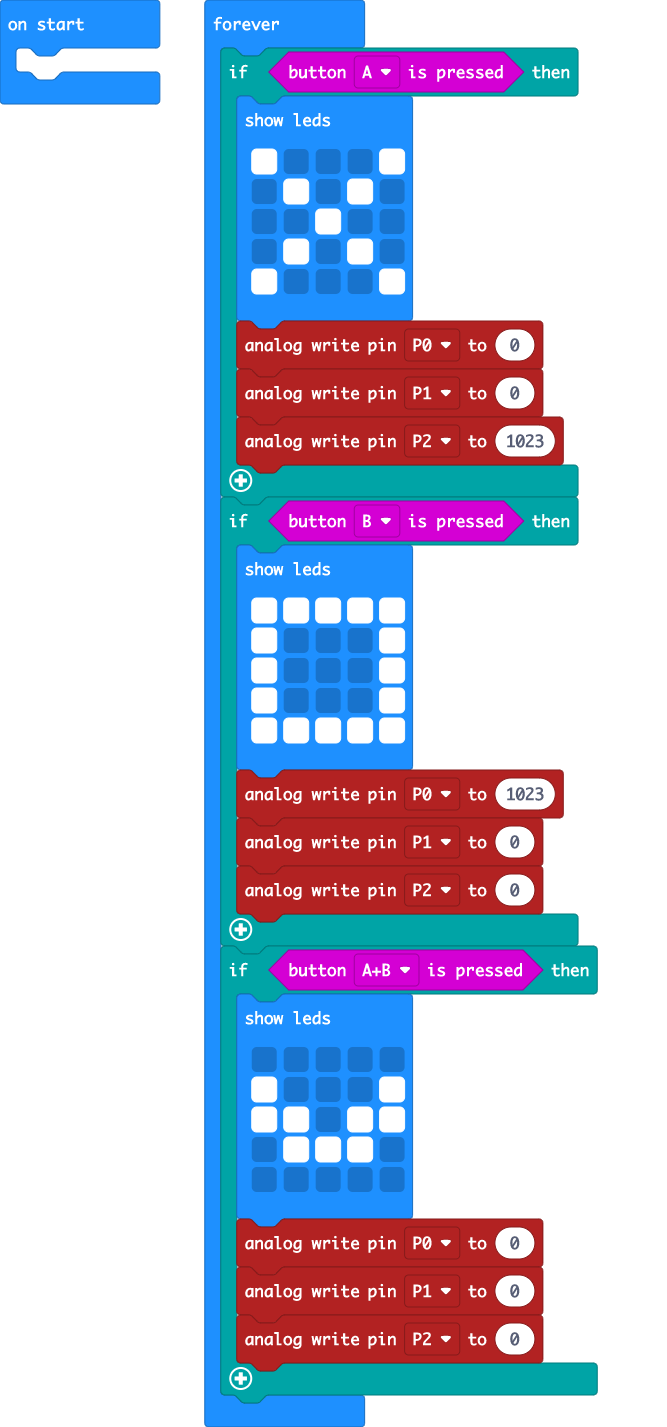 on start
forever
if button A is pressed then
show leds
analog write pin P0 to 0
analog write pin P1 to 0
analog write pin P2 to 1023
if button B is pressed then
show leds
analog write pin P0 to 1023
analog write pin P1 to 0
analog write pin P2 to 0
if button A+B is pressed then
show leds
analog write pin P0 to 0
analog write pin P1 to 0
analog write pin P2 to 0